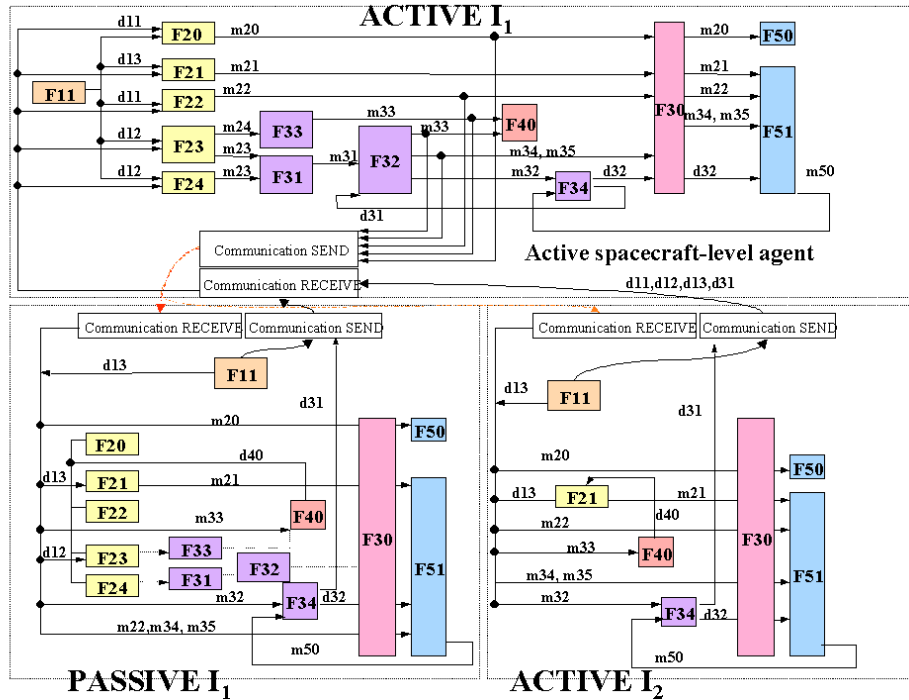 ACTIVE I1
d11
F20
m20
m20
F50
d13
F21
m21
m21
F11
d11
F22
m22
m22
F30
m33
m34, m35
F51
d12
m24
F33
m33
F40
F23
m23
m31
F32
m34, m35
d12
F24
m23
F31
m32
F34
d32
d32
m50
d31
Communication SEND
Active spacecraft-level agent
Communication RECEIVE
d11,d12,d13,d31
Communication RECEIVE
Communication SEND
d13
F11
d31
m20
F50
F20
d40
d13
F21
m21
F22
F40
m33
F30
d12
F23
F33
F32
F51
F24
F31
m32
F34
d32
m22,m34, m35
m50
PASSIVE I1
Communication RECEIVE
Communication SEND
d13
F11
d31
m20
F50
d13
F21
m21
m22
d40
F30
m33
F40
F51
m34, m35
m32
F34
d32
m50
ACTIVE I2